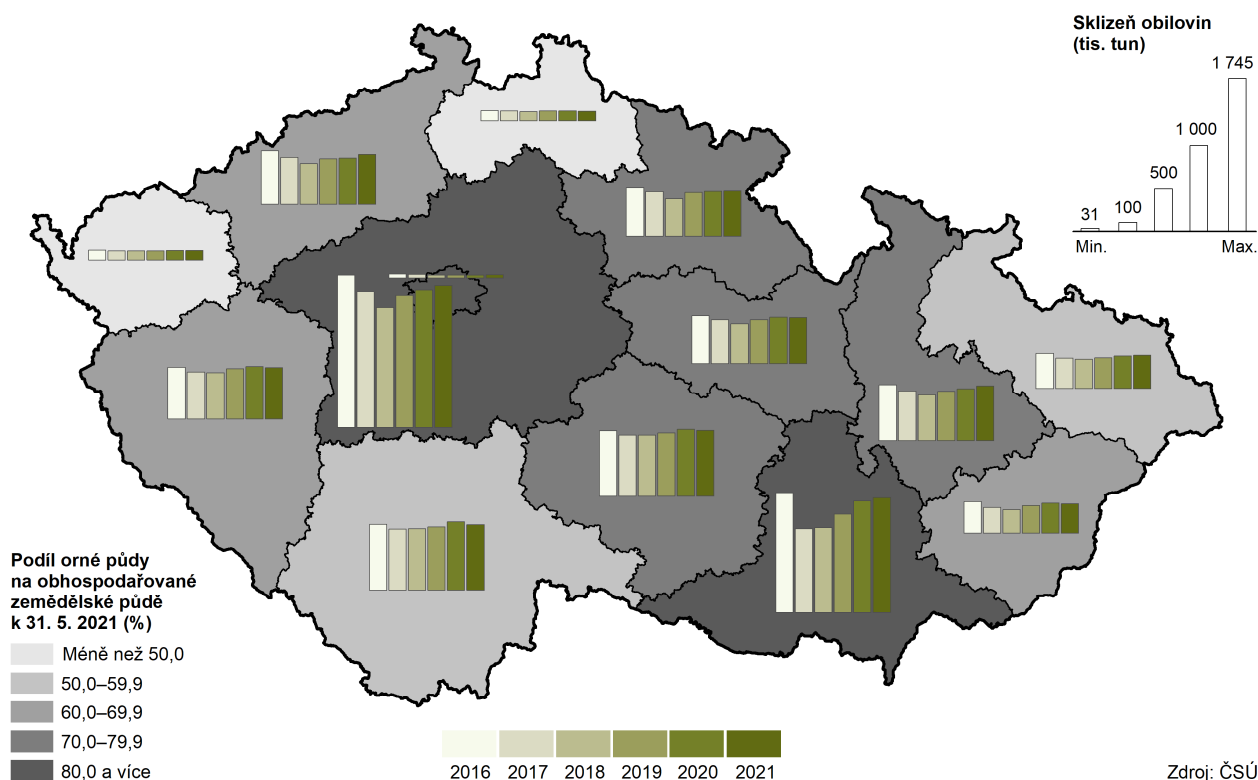 Sklizeň obilovin
(tis. tun)
1 745
1 000
500
100
31
Min.
Max.
Podíl orné půdy
na obhospodařované
zemědělské půdě
k 31. 5. 2021 (%)
Méně než 50,0
50,0–59,9
60,0–69,9
70,0–79,9
80,0 a více
2016 2017 2018 2019 2020 2021
Zdroj: ČSÚ